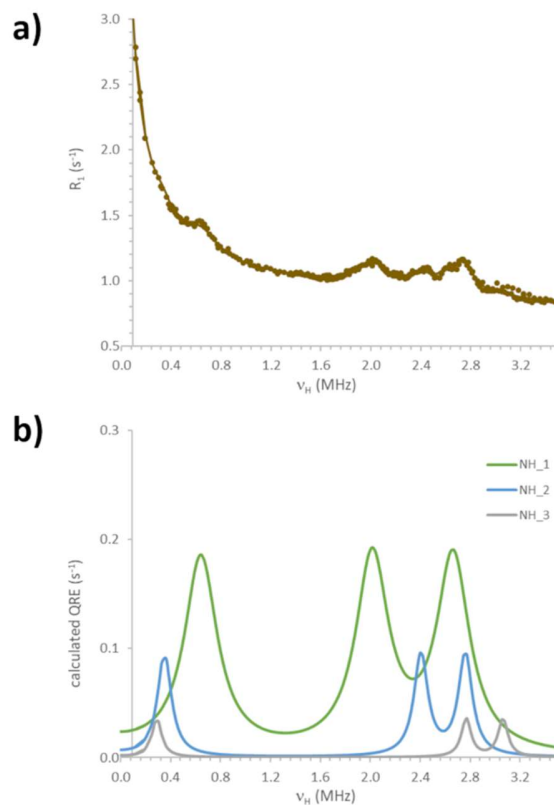 a)
3.0
2.5
2.0
1.5
1.0
0.5
R₁ (s⁻¹)
0.0 0.4 0.8 1.2 1.6 2.0 2.4 2.8 3.2
ν_H (MHz)
b)
0.3
0.2
0.1
0.0
calculated QRE (s⁻¹)
NH_1
NH_2
NH_3
0.0 0.4 0.8 1.2 1.6 2.0 2.4 2.8 3.2
ν_H (MHz)